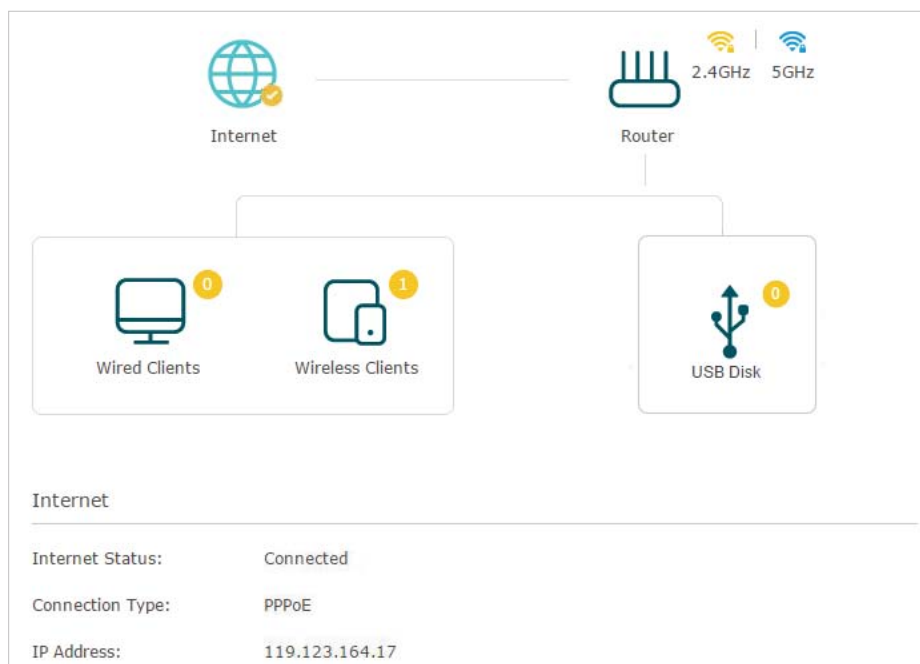 2.4GHz 5GHz
Internet
Router
0
1
0
Wired Clients
Wireless Clients
USB Disk
Internet
Internet Status: Connected
Connection Type: PPPoE
IP Address: 119.123.164.17